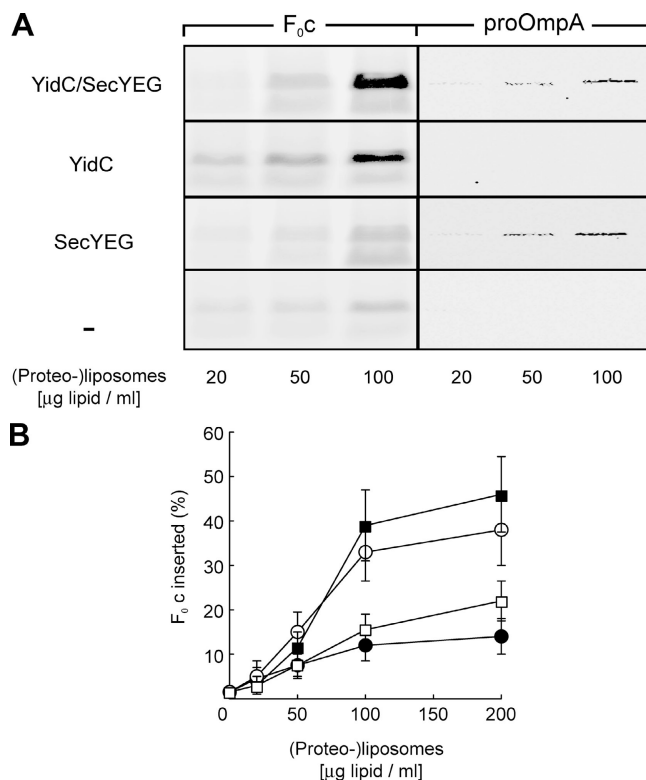 A
F₀c proOmpA
YidC/SecYEG
YidC
SecYEG
–
(Proteo-)liposomes
[µg lipid / ml]
20 50 100 20 50 100
B
60
50
40
30
20
10
F₀ c inserted (%)
0 50 100 150 200
(Proteo-)liposomes
[µg lipid / ml]